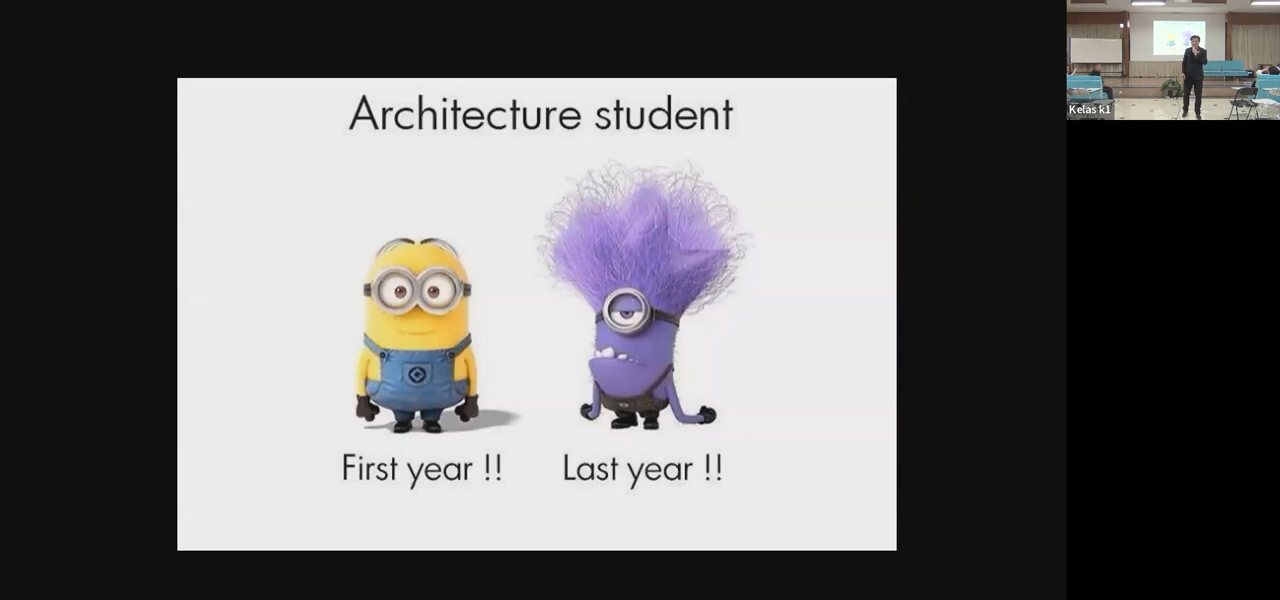 Architecture student
First year !!
Last year !!
Kelas k1